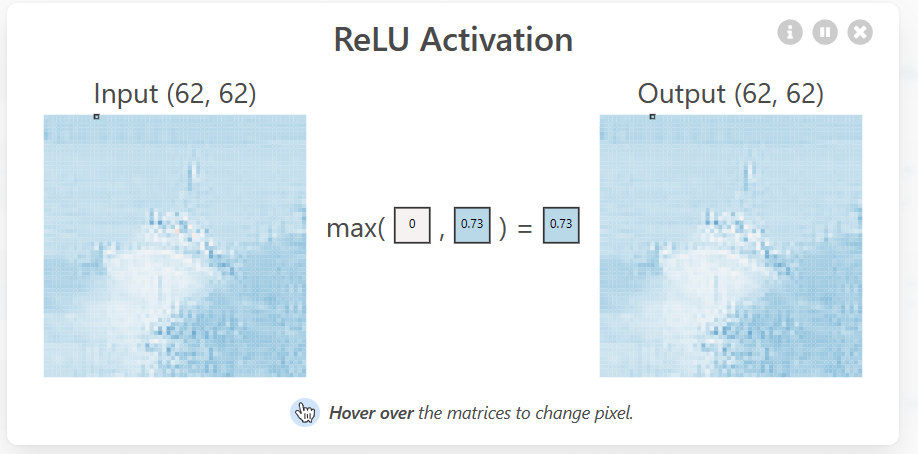 ReLU Activation
Input (62, 62)
Output (62, 62)
max( 0 , 0.73 ) = 0.73
Hover over the matrices to change pixel.